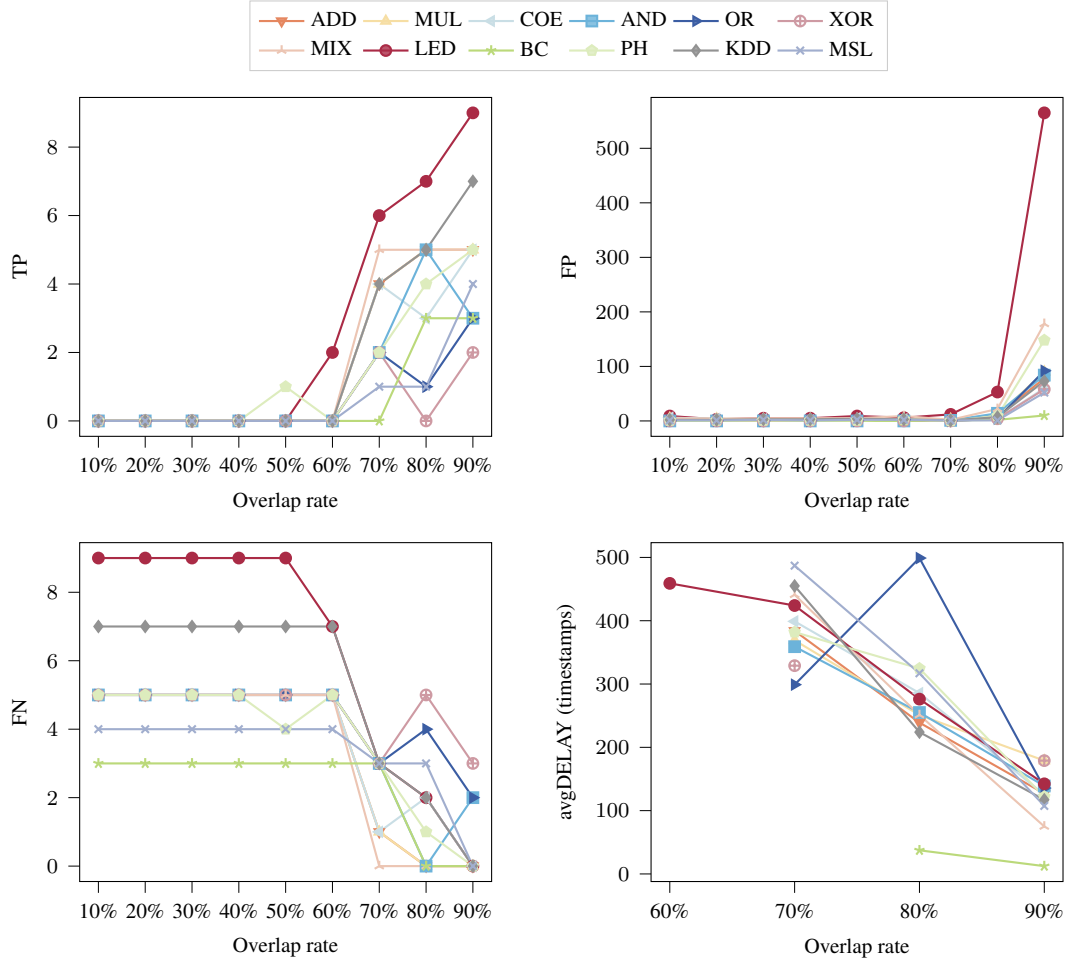 ADD MUL COE AND OR XOR
MIX LED BC PH KDD MSL
8
6
4
2
0
TP
10% 20% 30% 40% 50% 60% 70% 80% 90%
Overlap rate
500
400
300
200
100
0
FP
10% 20% 30% 40% 50% 60% 70% 80% 90%
Overlap rate
8
6
4
2
0
FN
10% 20% 30% 40% 50% 60% 70% 80% 90%
Overlap rate
500
400
300
200
100
0
avgDELAY (timestamps)
60% 70% 80% 90%
Overlap rate